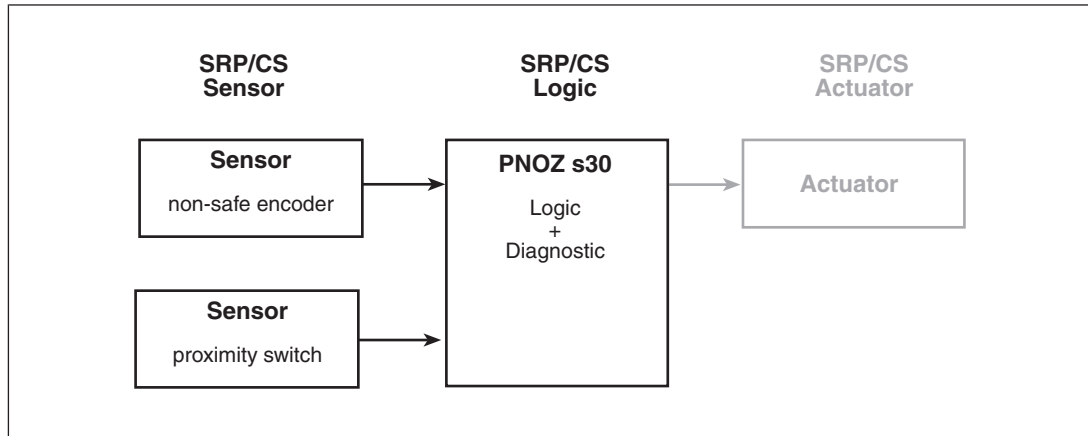 SRP/CS
Sensor
SRP/CS
Logic
SRP/CS
Actuator
Sensor
non-safe encoder
PNOZ s30
Logic
+
Diagnostic
Actuator
Sensor
proximity switch